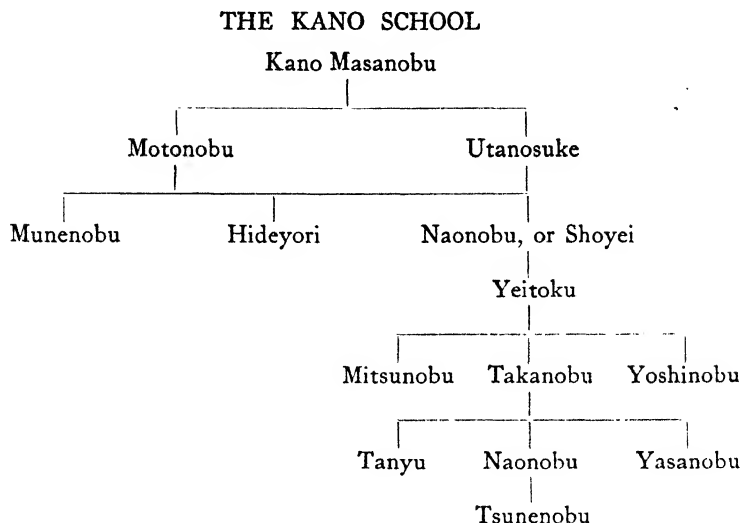 THE KANO SCHOOL
Kano Masanobu
Motonobu Utanosuke
Munenobu Hideyori Naonobu, or Shoyei
Yeitoku
Mitsunobu Takanobu Yoshinobu
Tanyu Naonobu Yasanobu
Tsunenobu